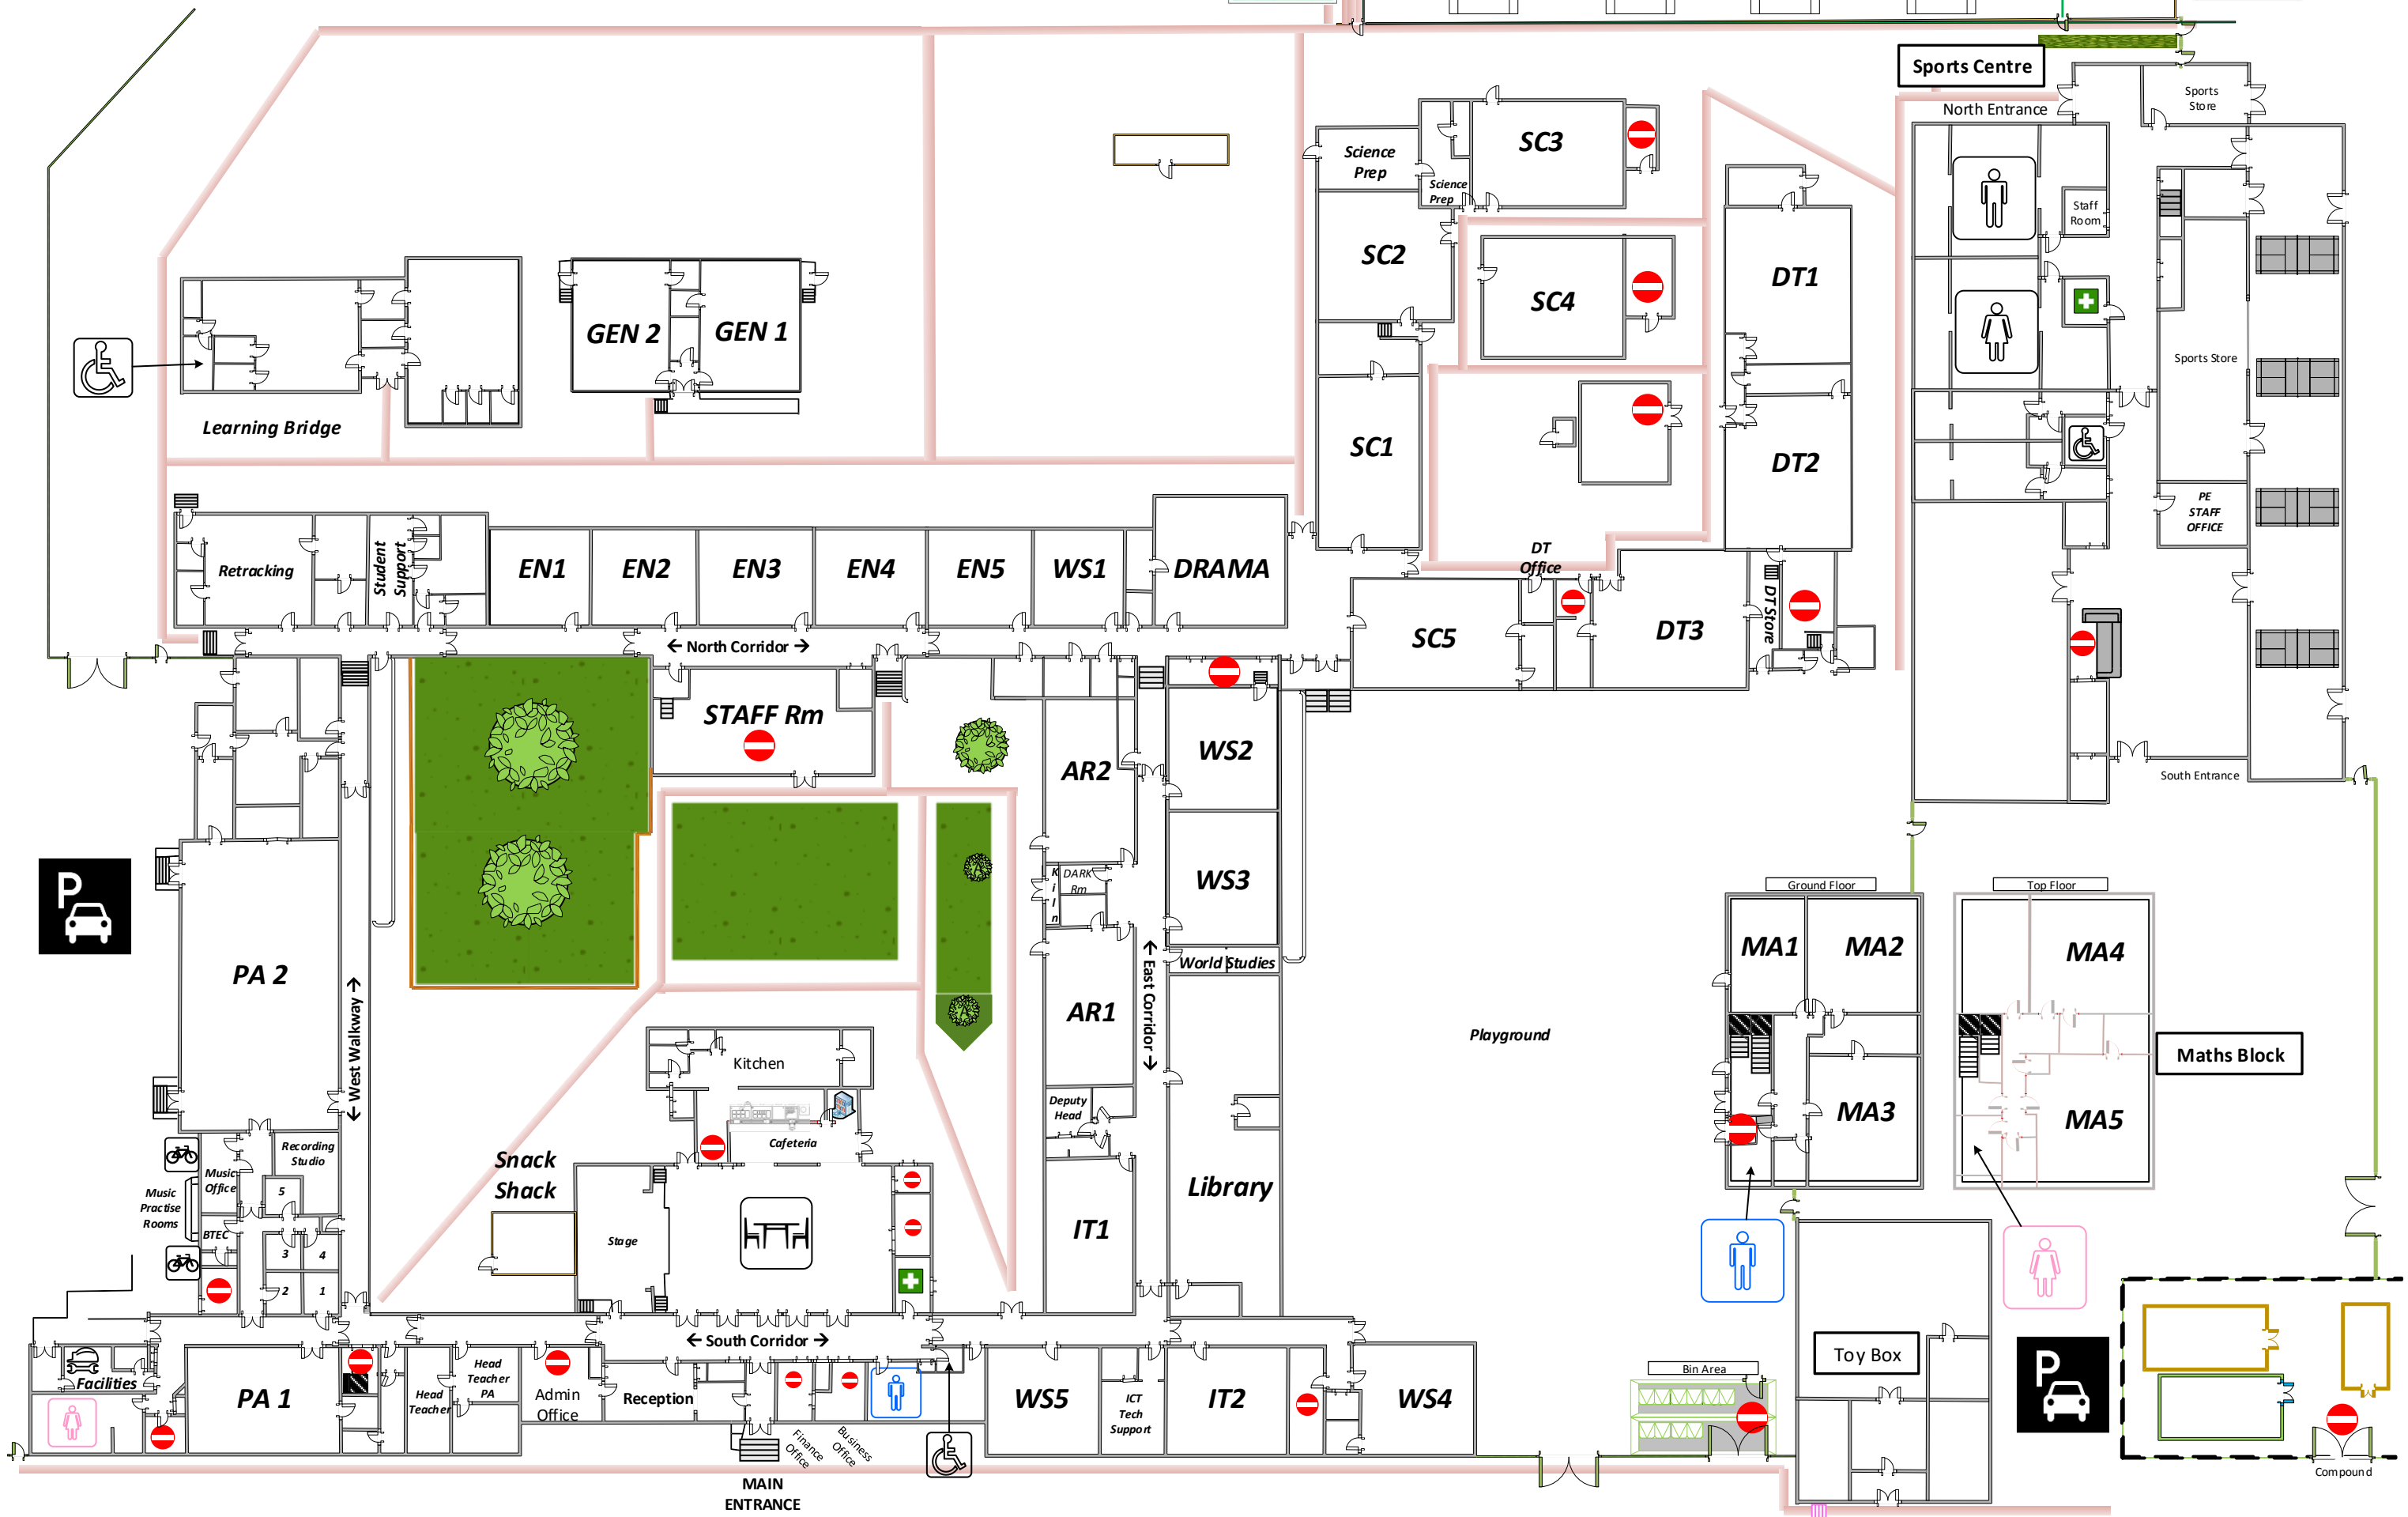 Sports Centre
North Entrance
Sports
Store
Science
Prep
Science
Prep
SC3
Staff
Room
SC2
SC4
DT1
GEN 2
GEN 1
Sports Store
Learning Bridge
SC1
DT2
PE
STAFF
OFFICE
Retracking
Student
Support
EN1
EN2
EN3
EN4
EN5
WS1
DRAMA
DT
Office
SC5
DT3
DT Store
← North Corridor →
STAFF Rm
AR2
WS2
South Entrance
Kiln
DARK
Rm
WS3
Ground Floor
Top Floor
P
PA 2
← West Walkway →
World Studies
← East Corridor →
AR1
MA1
MA2
MA4
Playground
Maths Block
Kitchen
Cafeteria
Deputy
Head
MA3
MA5
Recording
Studio
Music
Office
Music
Practise
Rooms
5
BTEC
3
4
2
1
Snack
Shack
Stage
IT1
Library
← South Corridor →
Facilities
PA 1
Head
Teacher
Head
Teacher
PA
Admin
Office
Reception
Finance
Office
Business
Office
WS5
ICT
Tech
Support
IT2
WS4
Bin Area
Toy Box
P
Compound
MAIN
ENTRANCE